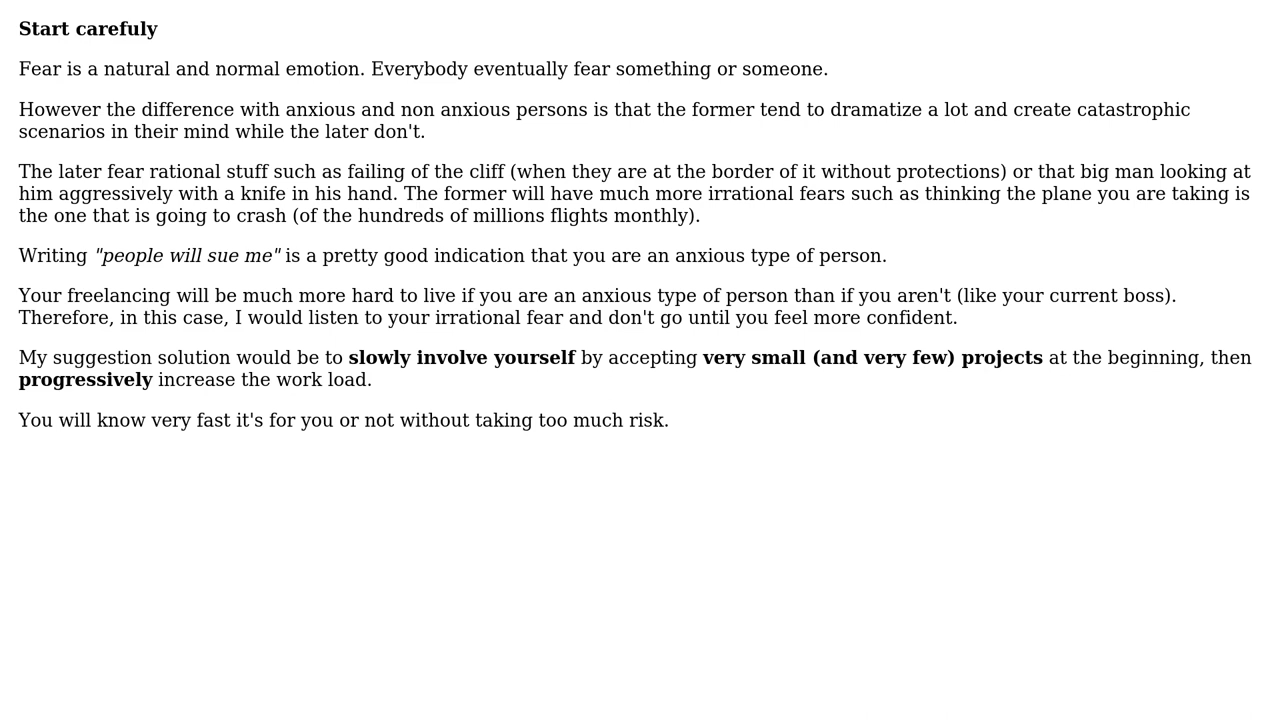 Start carefuly
Fear is a natural and normal emotion. Everybody eventually fear something or someone.
However the difference with anxious and non anxious persons is that the former tend to dramatize a lot and create catastrophic
scenarios in their mind while the later don't.
The later fear rational stuff such as failing of the cliff (when they are at the border of it without protections) or that big man looking at
him aggressively with a knife in his hand. The former will have much more irrational fears such as thinking the plane you are taking is
the one that is going to crash (of the hundreds of millions flights monthly).
Writing "people will sue me" is a pretty good indication that you are an anxious type of person.
Your freelancing will be much more hard to live if you are an anxious type of person than if you aren't (like your current boss).
Therefore, in this case, I would listen to your irrational fear and don't go until you feel more confident.
My suggestion solution would be to slowly involve yourself by accepting very small (and very few) projects at the beginning, then
progressively increase the work load.
You will know very fast it's for you or not without taking too much risk.